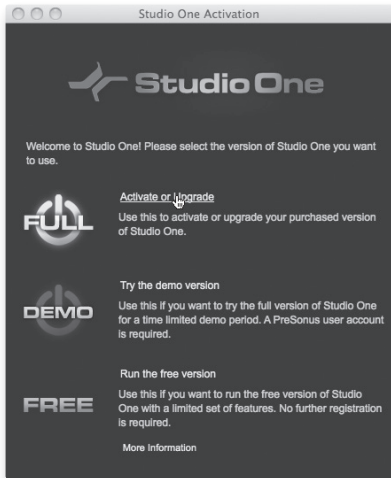 Studio One Activation
Studio One
Welcome to Studio One! Please select the version of Studio One you want
to use.
FULL
Activate or Upgrade
Use this to activate or upgrade your purchased version
of Studio One.
DEMO
Try the demo version
Use this if you want to try the full version of Studio One
for a time limited demo period. A PreSonus user account
is required.
FREE
Run the free version
Use this if you want to run the free version of Studio
One with a limited set of features. No further registration
is required.
More Information